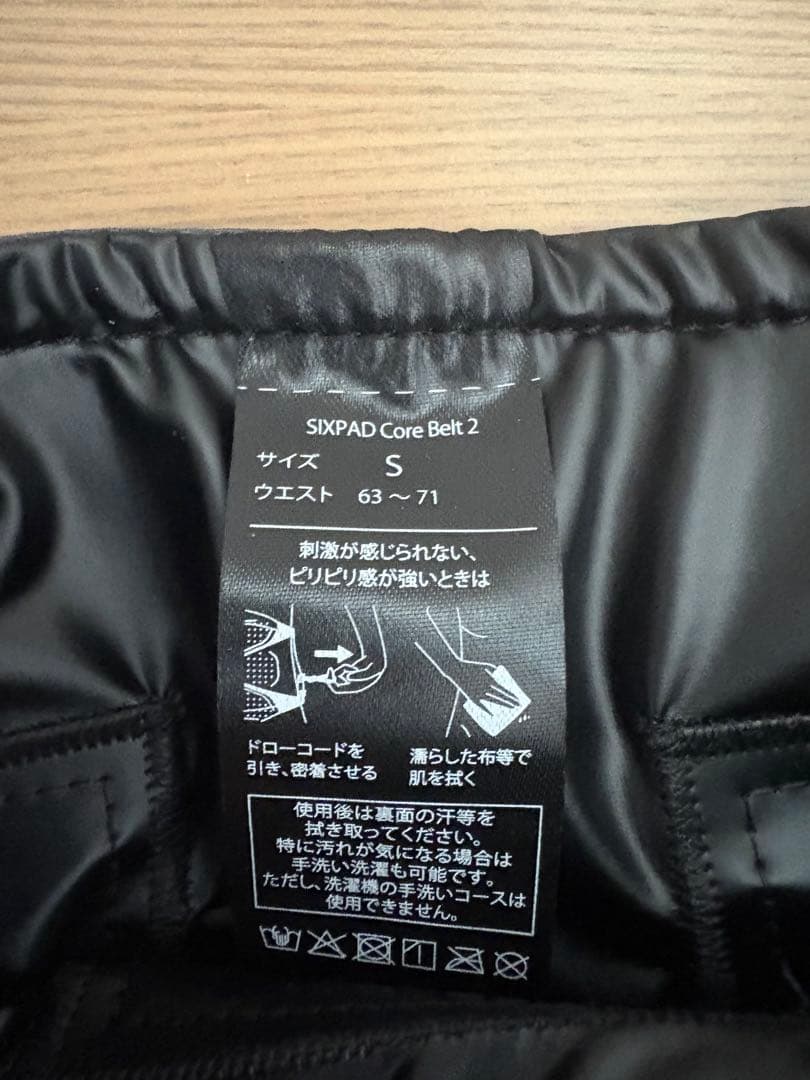 SIXPAD Core Belt 2
サイズ S
ウエスト 63～71
刺激が感じられない、
ピリピリ感が強いときは
ドローコードを
引き、密着させる
濡らした布等で
肌を拭く
使用後は裏面の汗等を
拭き取ってください。
特に汚れが気になる場合は
手洗い洗濯も可能です。
ただし、洗濯機の手洗いコースは
使用できません。